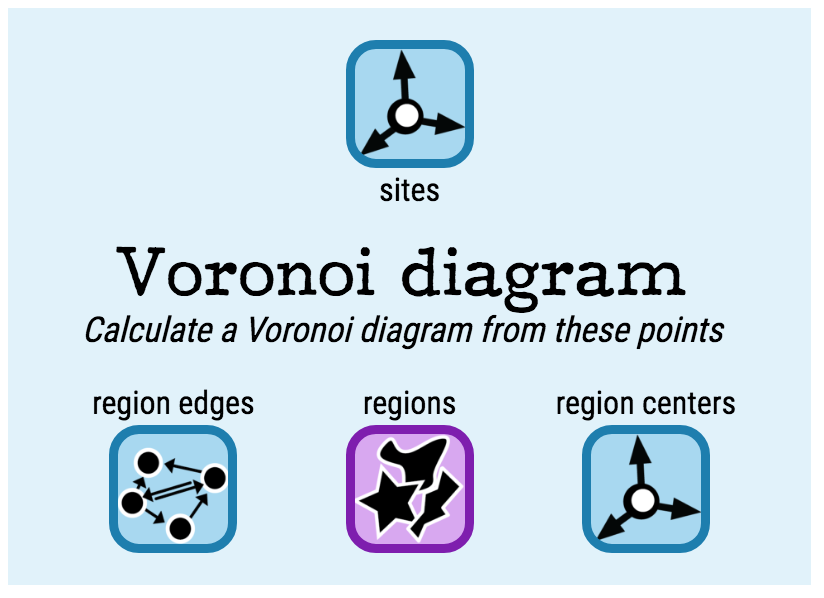 sites
Voronoi diagram
Calculate a Voronoi diagram from these points
region edges
regions
region centers